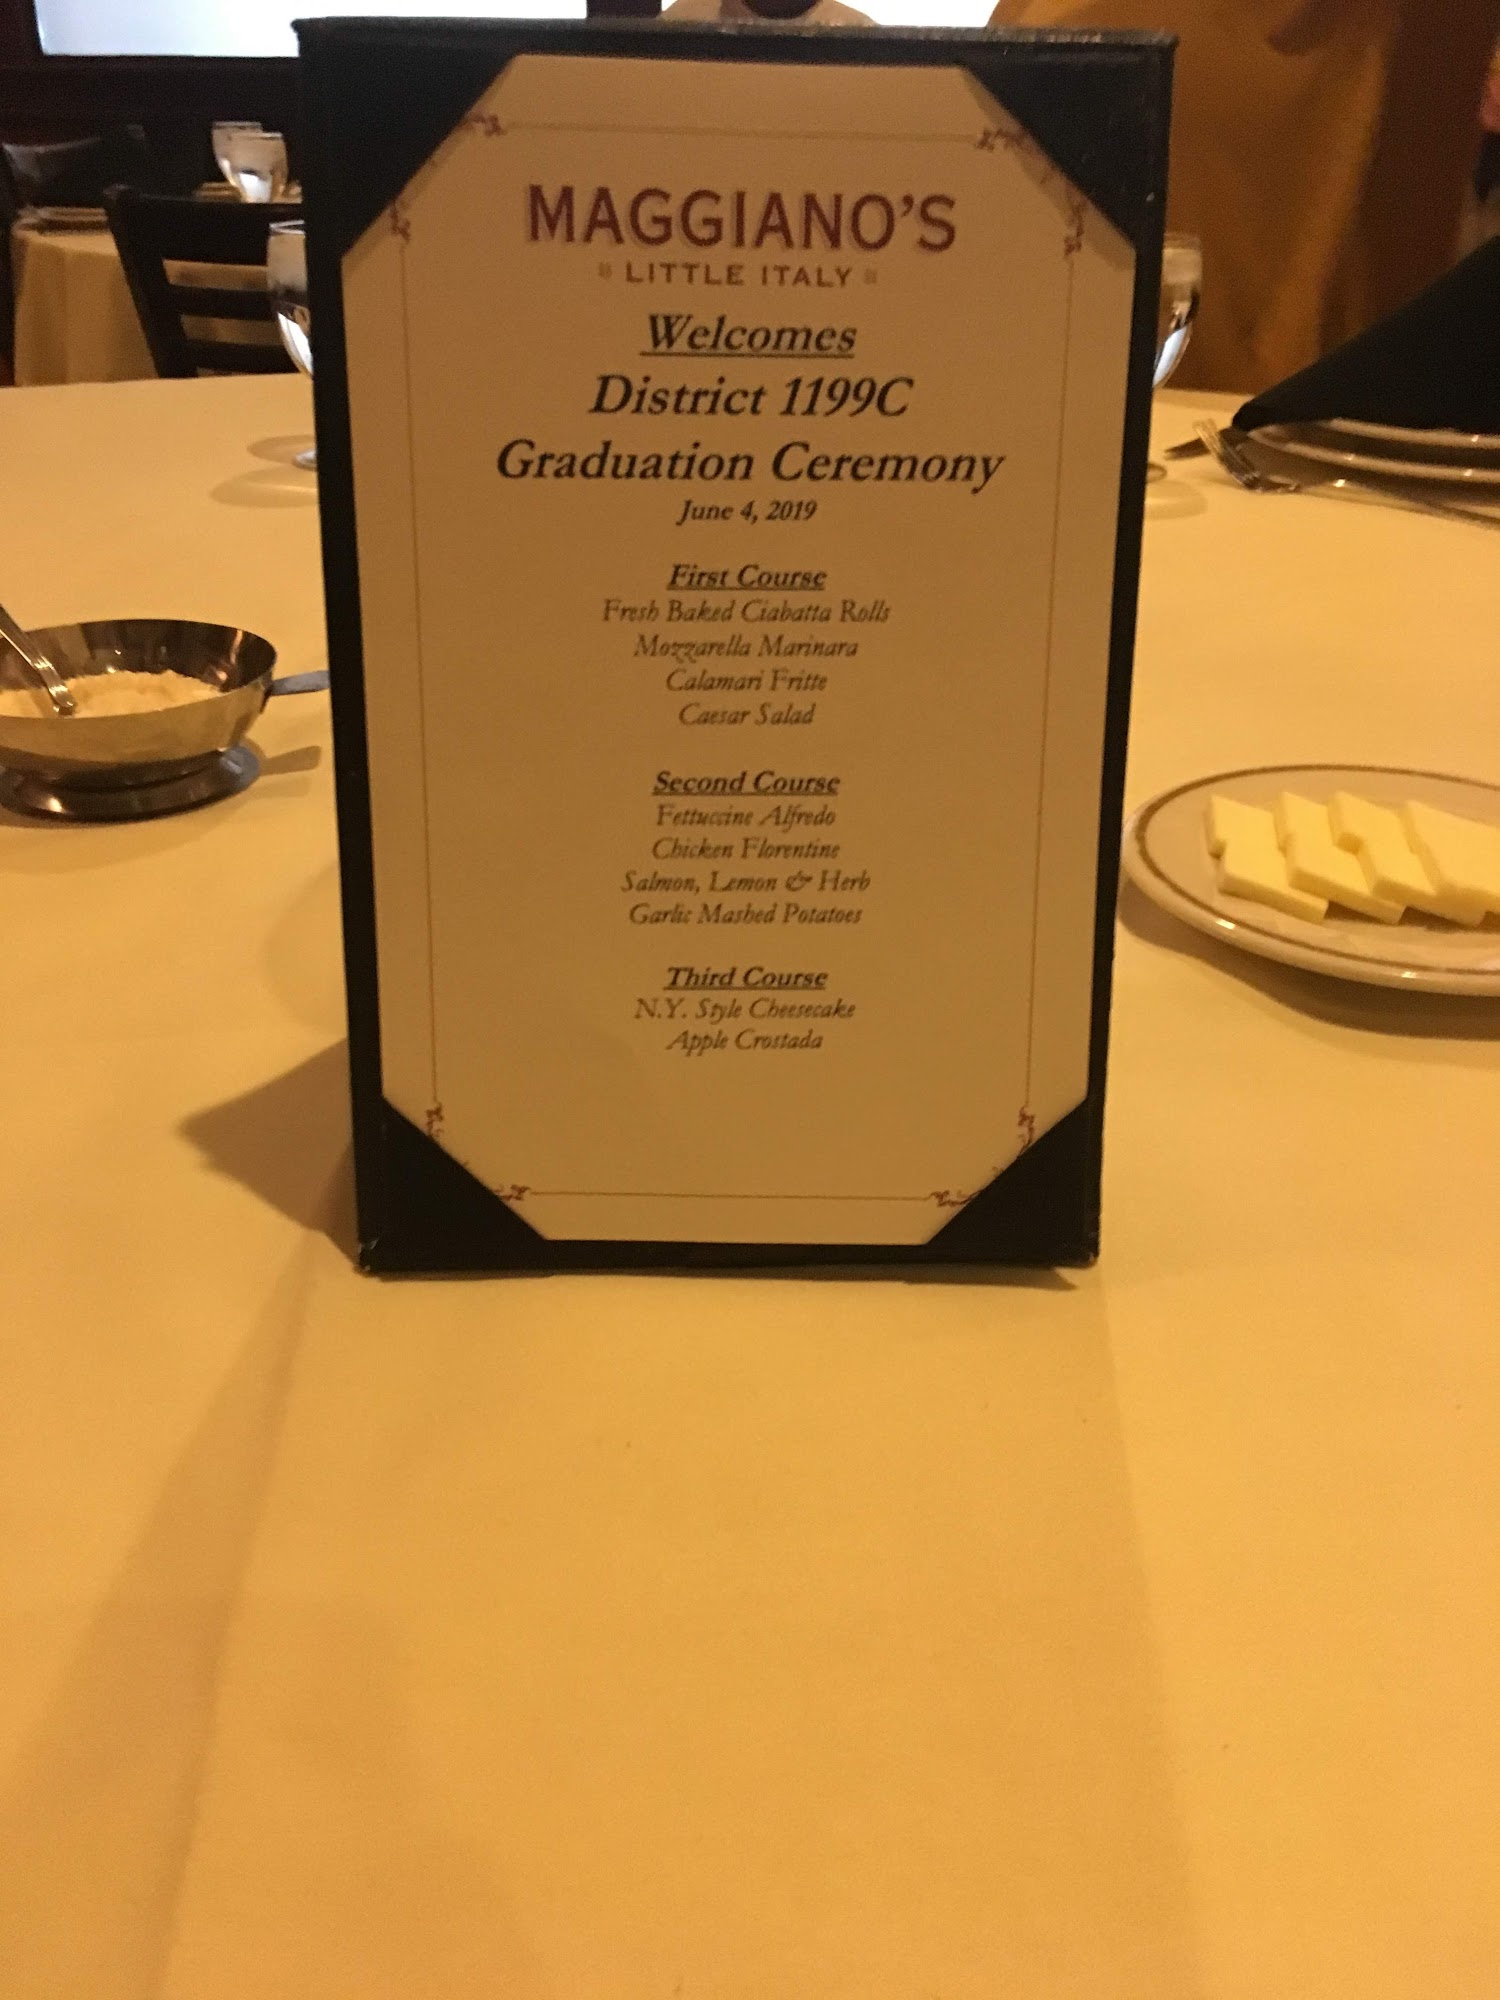 MAGGIANO'S
LITTLE ITALY
Welcomes
District 1199C
Graduation Ceremony
June 4, 2019
First Course
Fresh Baked Ciabatta Rolls
Mozzarella Marinara
Calamari Fritte
Caesar Salad
Second Course
Fettuccine Alfredo
Chicken Florentine
Salmon, Lemon & Herb
Garlic Mashed Potatoes
Third Course
N.Y. Style Cheesecake
Apple Crostada